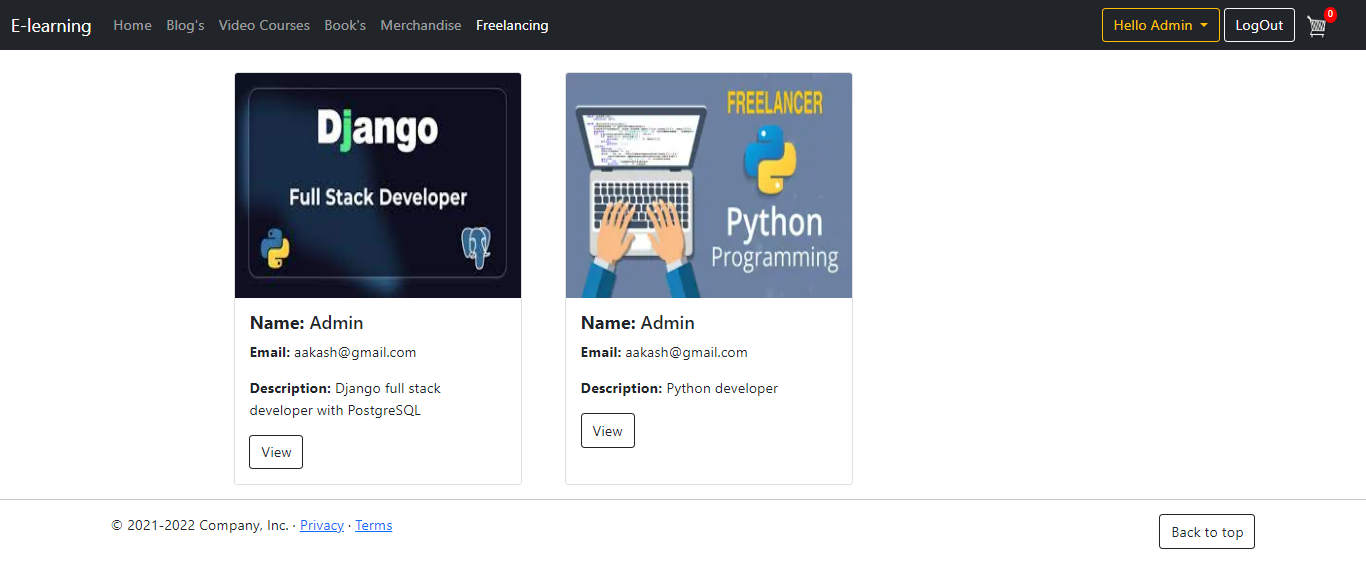 E-learning Home Blog's Video Courses Book's Merchandise Freelancing Hello Admin LogOut 0
Django
Full Stack Developer
FREELANCER
Python
Programming
Name: Admin
Email: aakash@gmail.com
Description: Django full stack
developer with PostgreSQL
View
Name: Admin
Email: aakash@gmail.com
Description: Python developer
View
© 2021-2022 Company, Inc. · Privacy · Terms
Back to top